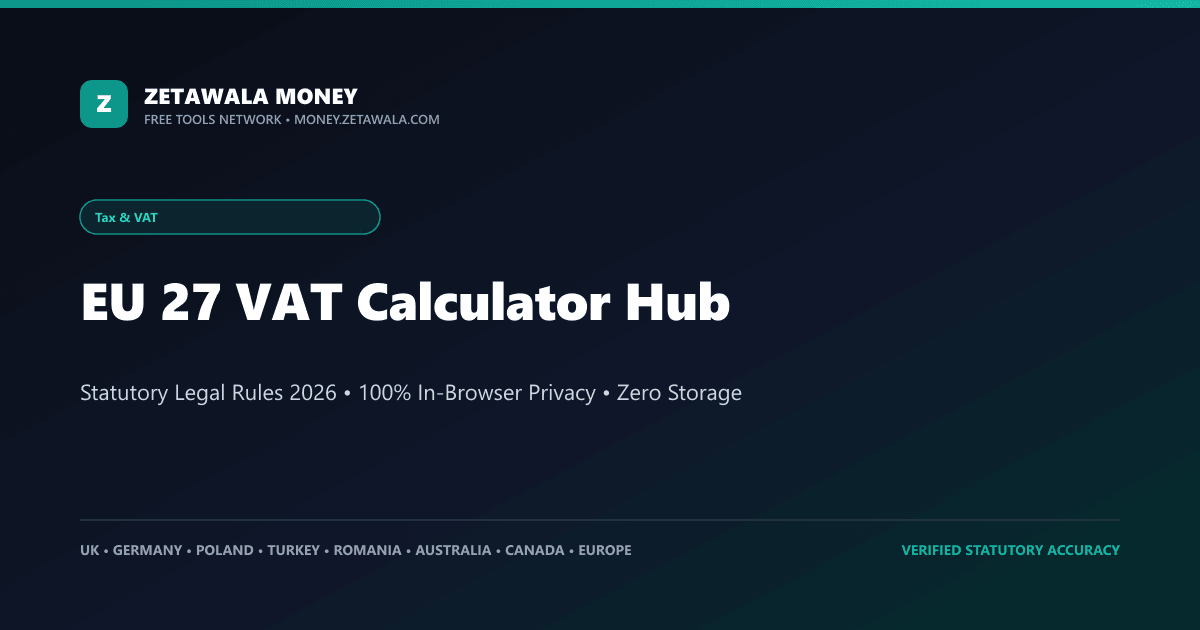 Z
ZETAWALA MONEY
FREE TOOLS NETWORK • MONEY.ZETAWALA.COM
Tax & VAT
EU 27 VAT Calculator Hub
Statutory Legal Rules 2026 • 100% In-Browser Privacy • Zero Storage
UK • GERMANY • POLAND • TURKEY • ROMANIA • AUSTRALIA • CANADA • EUROPE
VERIFIED STATUTORY ACCURACY